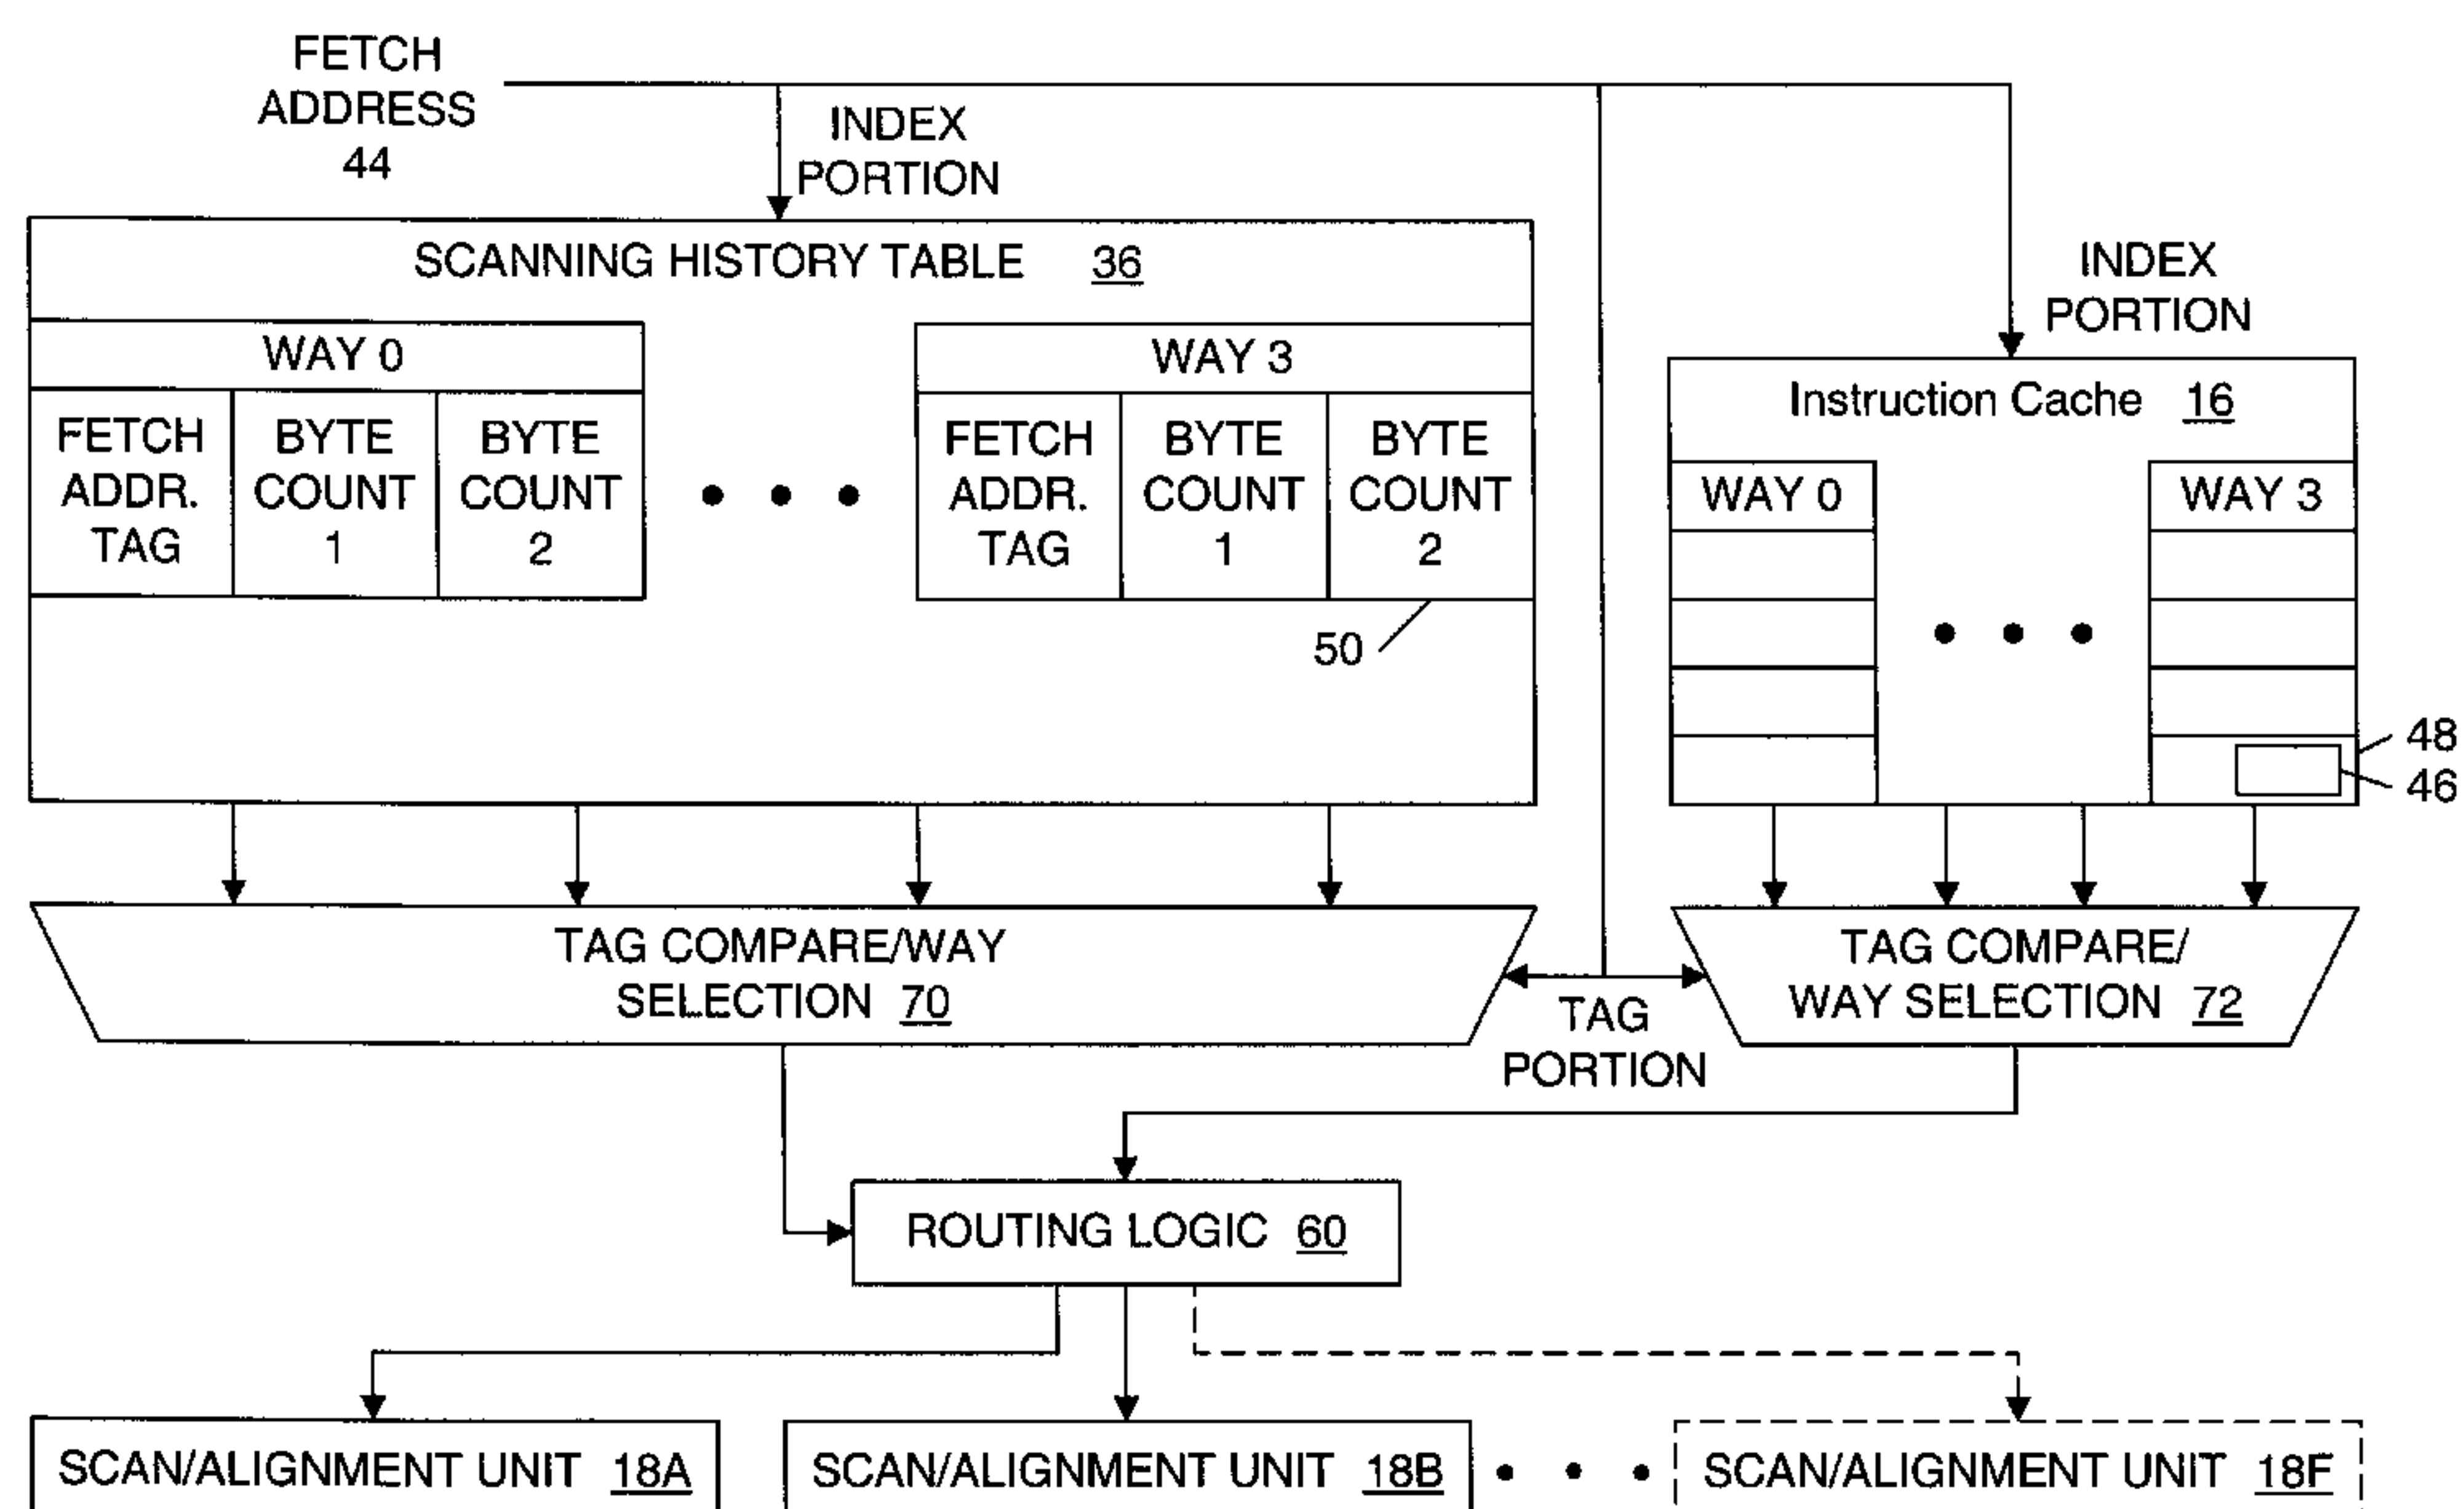 FETCH
ADDRESS
44
INDEX
PORTION
SCANNING HISTORY TABLE 36
INDEX
PORTION
WAY 0
WAY 3
FETCH
ADDR.
TAG
BYTE
COUNT
1
BYTE
COUNT
2
FETCH
ADDR.
TAG
BYTE
COUNT
1
BYTE
COUNT
2
50
Instruction Cache 16
WAY 0
WAY 3
48
46
TAG COMPARE/WAY
SELECTION 70
TAG
PORTION
TAG COMPARE/
WAY SELECTION 72
ROUTING LOGIC 60
SCAN/ALIGNMENT UNIT 18A
SCAN/ALIGNMENT UNIT 18B
SCAN/ALIGNMENT UNIT 18F